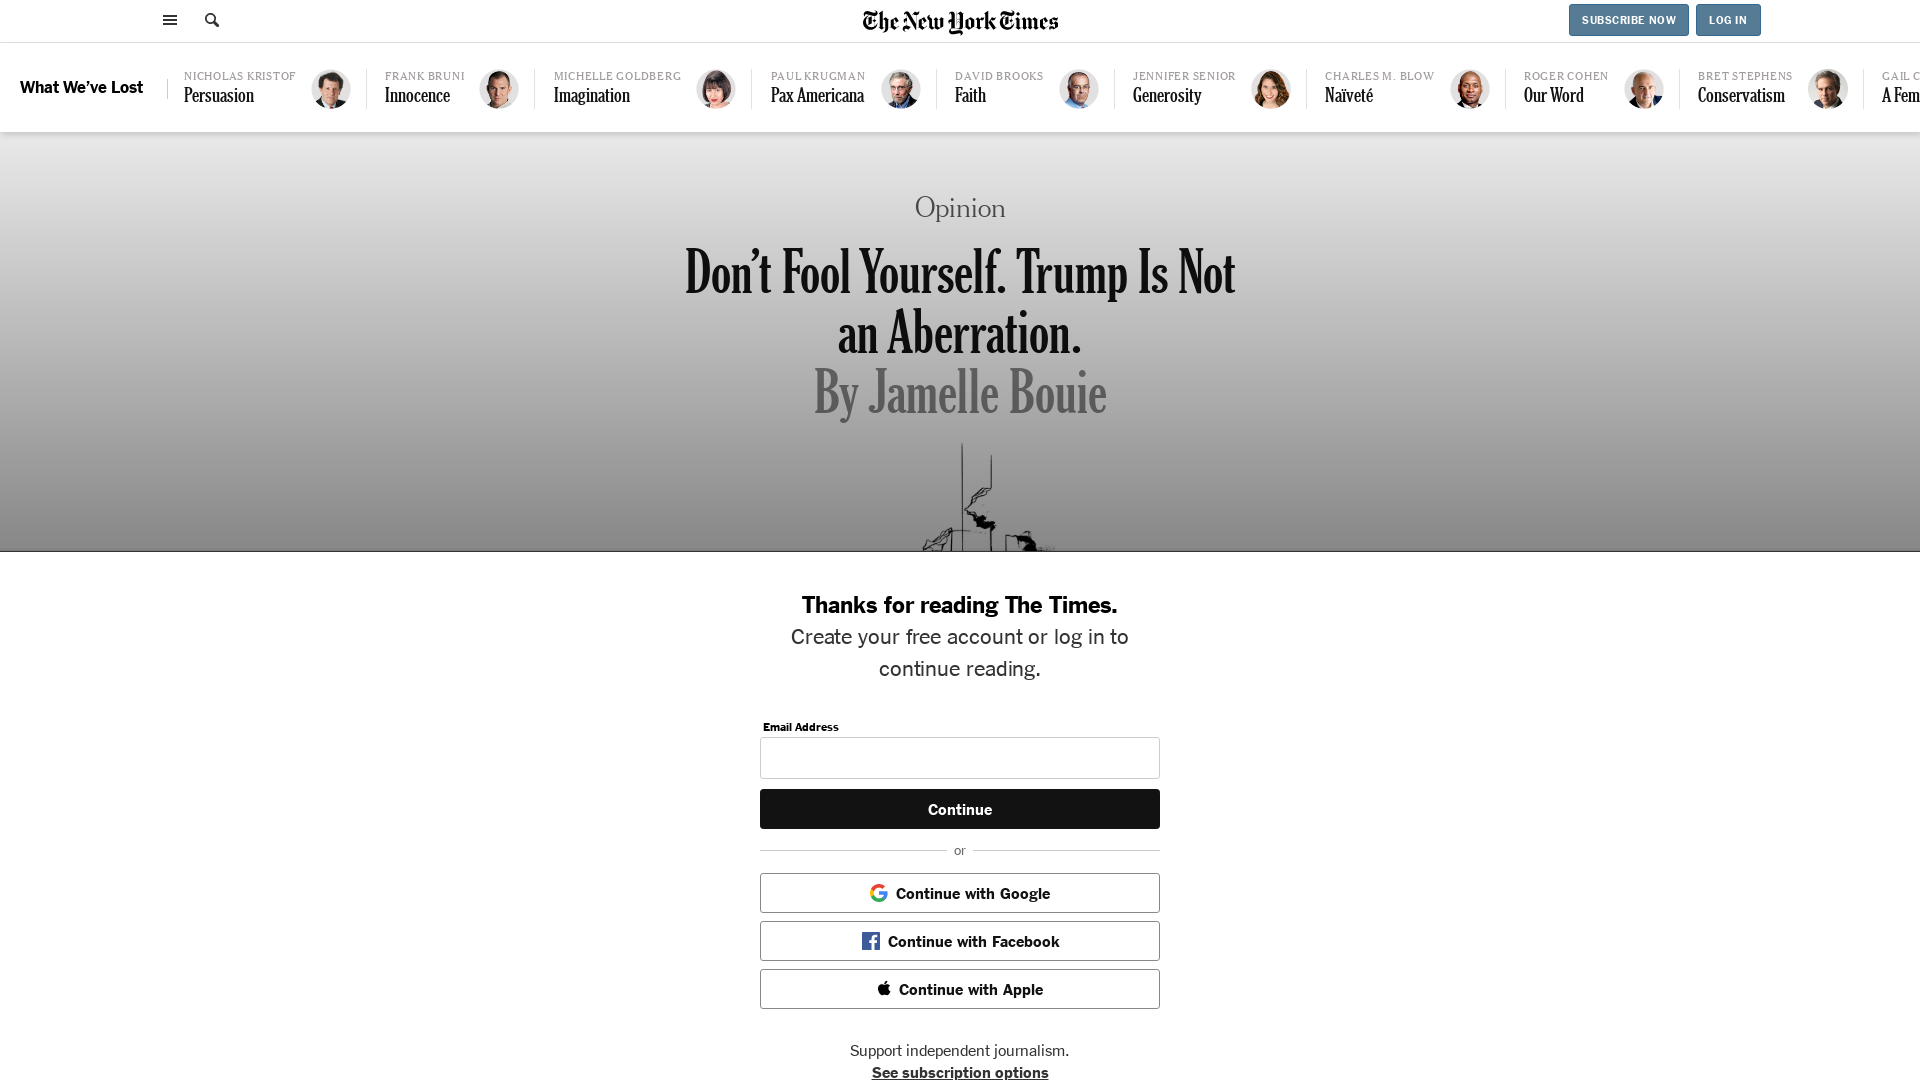 The New York Times
SUBSCRIBE NOW
LOG IN
What We've Lost
NICHOLAS KRISTOF
Persuasion
FRANK BRUNI
Innocence
MICHELLE GOLDBERG
Imagination
PAUL KRUGMAN
Pax Americana
DAVID BROOKS
Faith
JENNIFER SENIOR
Generosity
CHARLES M. BLOW
Naïveté
ROGER COHEN
Our Word
BRET STEPHENS
Conservatism
GAIL C
A Fem
Opinion
Don't Fool Yourself. Trump Is Not
an Aberration.
By Jamelle Bouie
Thanks for reading The Times.
Create your free account or log in to
continue reading.
Email Address
Continue
or
Continue with Google
Continue with Facebook
Continue with Apple
Support independent journalism.
See subscription options